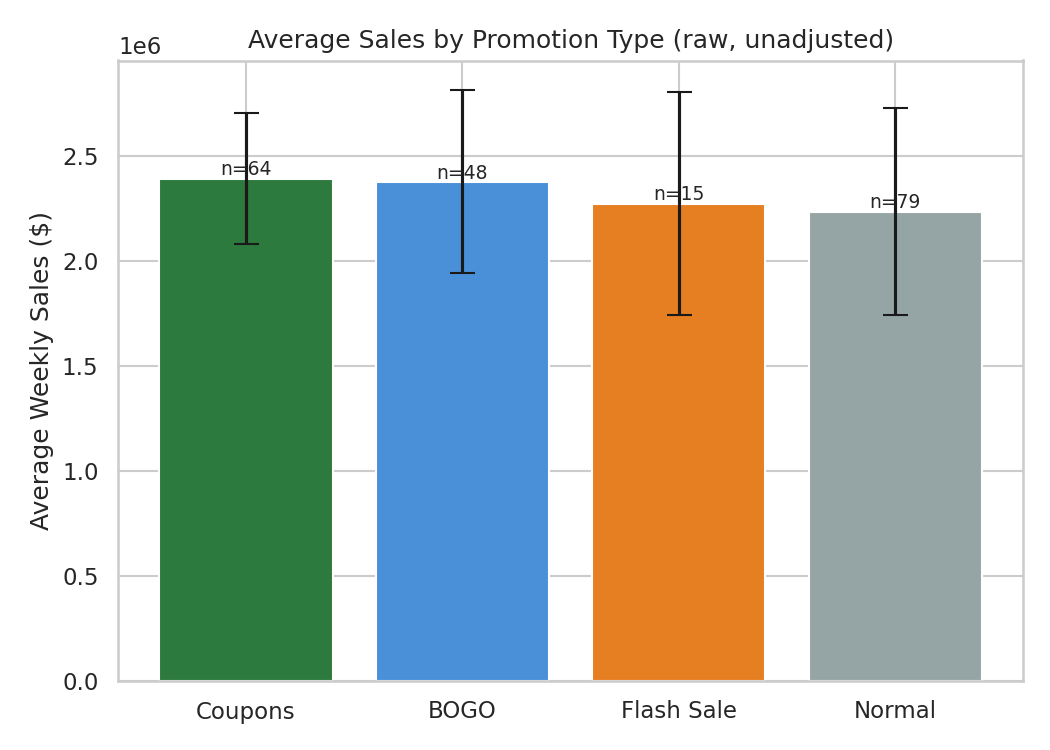 Average Sales by Promotion Type (raw, unadjusted)
1e6
Average Weekly Sales ($)
2.5
2.0
1.5
1.0
0.5
0.0
n=64
n=48
n=15
n=79
Coupons
BOGO
Flash Sale
Normal